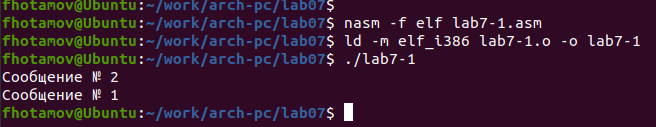 fhotamov@Ubuntu:~/work/arch-pc/lab07$
fhotamov@Ubuntu:~/work/arch-pc/lab07$ nasm -f elf lab7-1.asm
fhotamov@Ubuntu:~/work/arch-pc/lab07$ ld -m elf_i386 lab7-1.o -o lab7-1
fhotamov@Ubuntu:~/work/arch-pc/lab07$ ./lab7-1
Сообщение № 2
Сообщение № 1
fhotamov@Ubuntu:~/work/arch-pc/lab07$